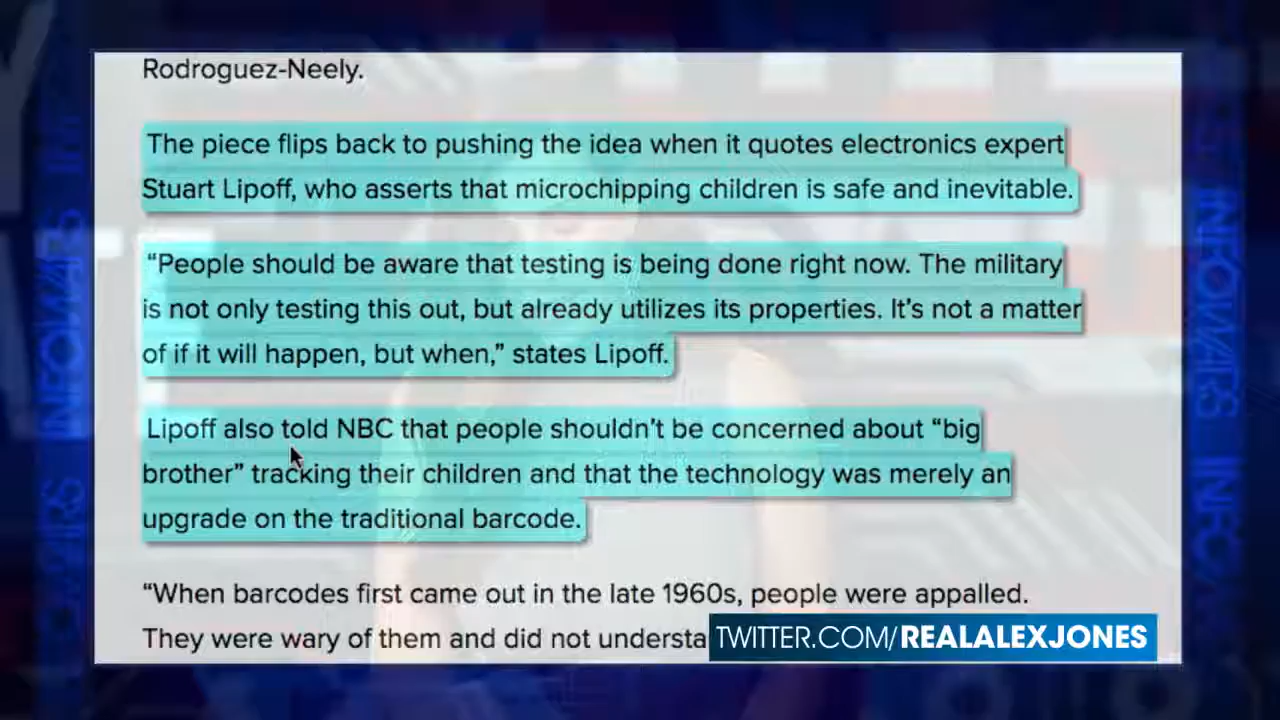 Rodroguez-Neely.
The piece flips back to pushing the idea when it quotes electronics expert
Stuart Lipoff, who asserts that microchipping children is safe and inevitable.
“People should be aware that testing is being done right now. The military
is not only testing this out, but already utilizes its properties. It’s not a matter
of if it will happen, but when,” states Lipoff.
Lipoff also told NBC that people shouldn’t be concerned about “big
brother” tracking their children and that the technology was merely an
upgrade on the traditional barcode.
“When barcodes first came out in the late 1960s, people were appalled.
They were wary of them and did not understa
TWITTER.COM/REALALEXJONES
INFOWARS
INFOWARS